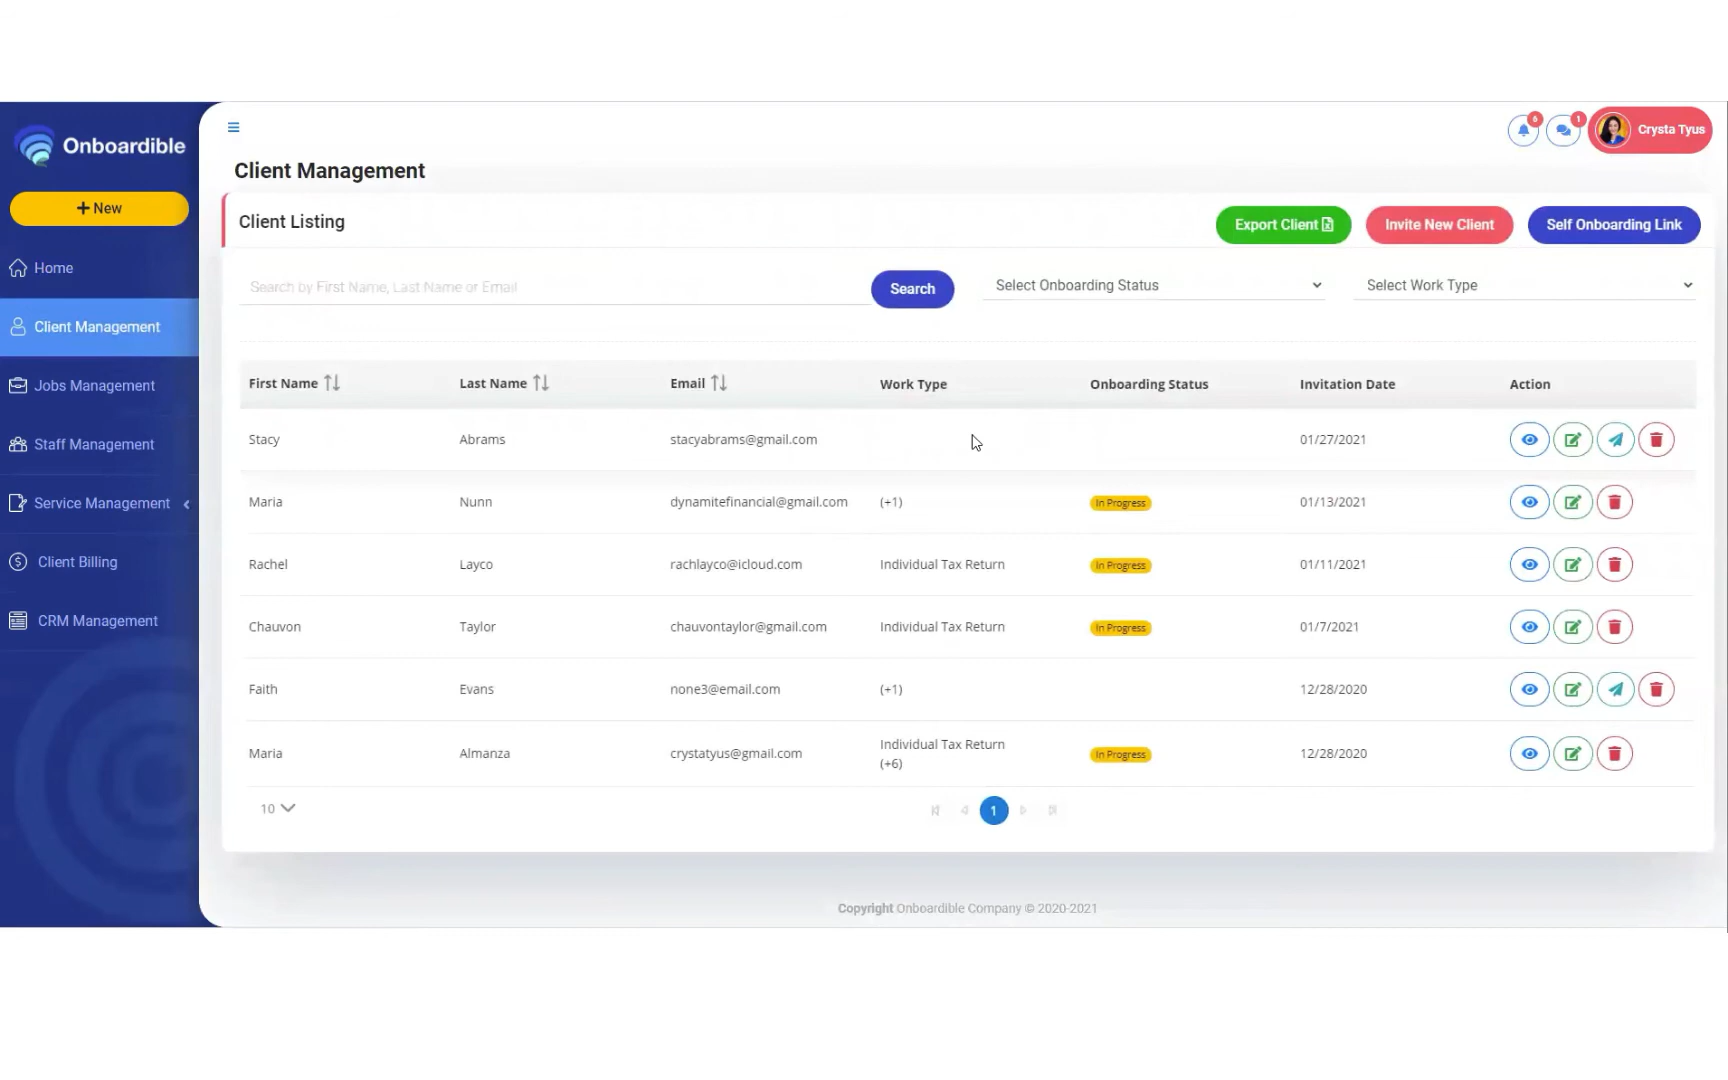 Onboardible
6
1
Crysta Tyus
Client Management
New
Client Listing
Export Client
Invite New Client
Self Onboarding Link
Home
Search by First Name, Last Name or Email
Search
Select Onboarding Status
Select Work Type
Client Management
Jobs Management
Staff Management
Service Management
Client Billing
CRM Management
First Name Last Name Email Work Type Onboarding Status Invitation Date Action
Stacy Abrams stacyabrams@gmail.com 01/27/2021
Maria Nunn dynamitefinancial@gmail.com (+1) In Progress 01/13/2021
Rachel Layco rachlayco@icloud.com Individual Tax Return In Progress 01/11/2021
Chauvon Taylor chauvontaylor@gmail.com Individual Tax Return In Progress 01/7/2021
Faith Evans none3@email.com (+1) 12/28/2020
Maria Almanza crystatyus@gmail.com Individual Tax Return (+6) In Progress 12/28/2020
10
1
Copyright Onboardible Company © 2020-2021